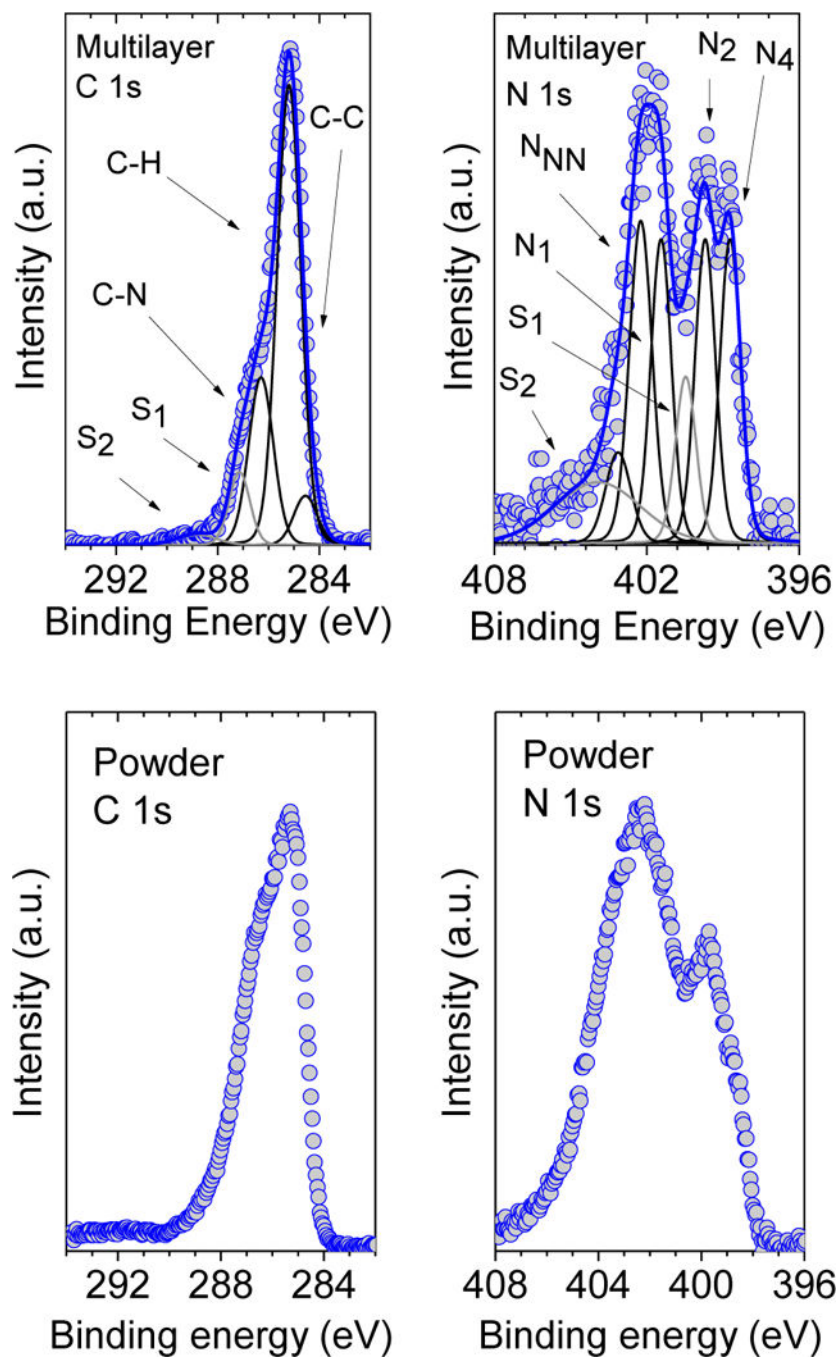 Multilayer
C 1s
C-C
C-H
C-N
S1
S2
Intensity (a.u.)
292 288 284
Binding Energy (eV)
Multilayer
N 1s
N2
N4
NNN
N1
S1
S2
Intensity (a.u.)
408 402 396
Binding Energy (eV)
Powder
C 1s
Intensity (a.u.)
292 288 284
Binding energy (eV)
Powder
N 1s
Intensity (a.u.)
408 404 400 396
Binding energy (eV)